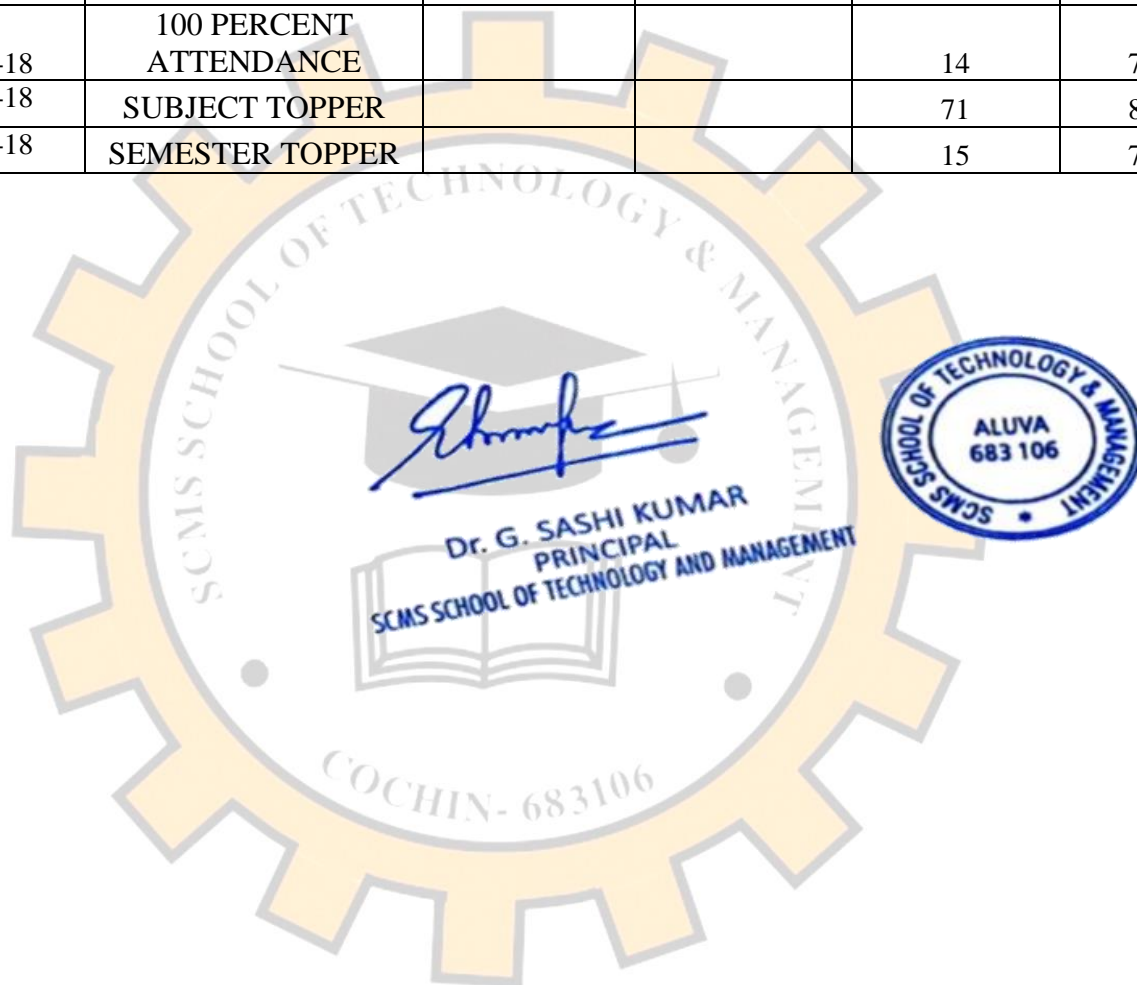 100 PERCENT
ATTENDANCE
-18 14 7
-18 SUBJECT TOPPER 71 8
-18 SEMESTER TOPPER 15 7
SCMS SCHOOL OF TECHNOLOGY & MANAGEMENT
COCHIN- 683106
Dr. G. SASHI KUMAR
PRINCIPAL
SCMS SCHOOL OF TECHNOLOGY AND MANAGEMENT
SCMS SCHOOL OF TECHNOLOGY & MANAGEMENT
ALUVA
683 106